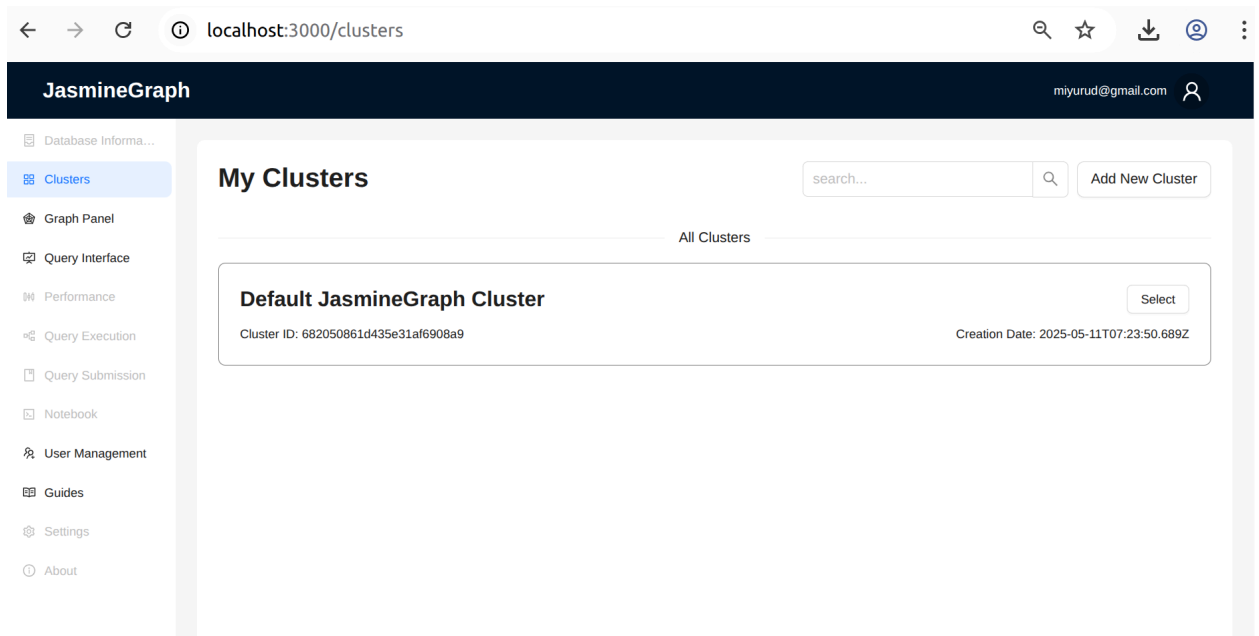 localhost:3000/clusters
JasmineGraph
miyurud@gmail.com
Database Informa...
Clusters
Graph Panel
Query Interface
Performance
Query Execution
Query Submission
Notebook
User Management
Guides
Settings
About
My Clusters
search...
Add New Cluster
All Clusters
Default JasmineGraph Cluster
Select
Cluster ID: 682050861d435e31af6908a9
Creation Date: 2025-05-11T07:23:50.689Z